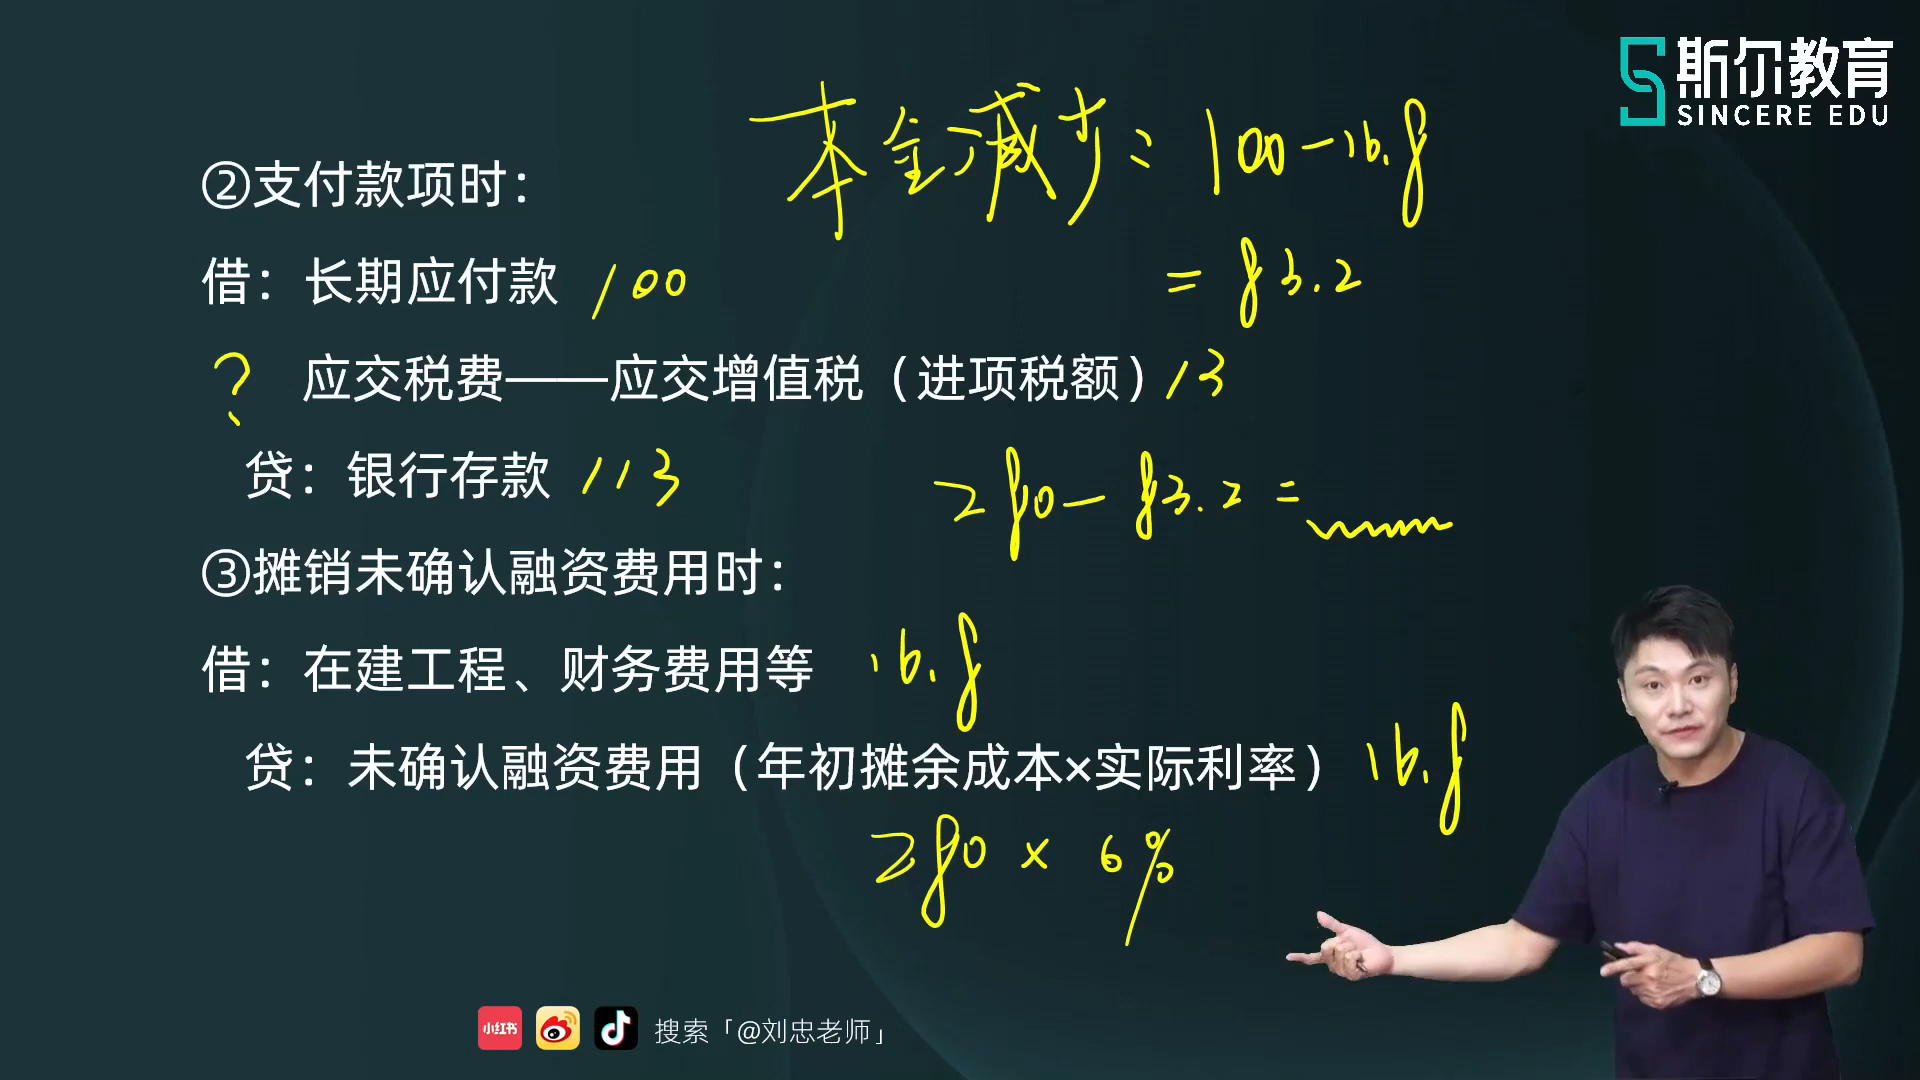 斯尔教育
SINCERE EDU
本金减少= 100-16.8
= 83.2
②支付款项时：
借：长期应付款 100
? 应交税费——应交增值税（进项税额）13
贷：银行存款 113
280-83.2=
③摊销未确认融资费用时：
借：在建工程、财务费用等 16.8
贷：未确认融资费用（年初摊余成本×实际利率）16.8
280×6%
小红书
搜索「@刘忠老师」